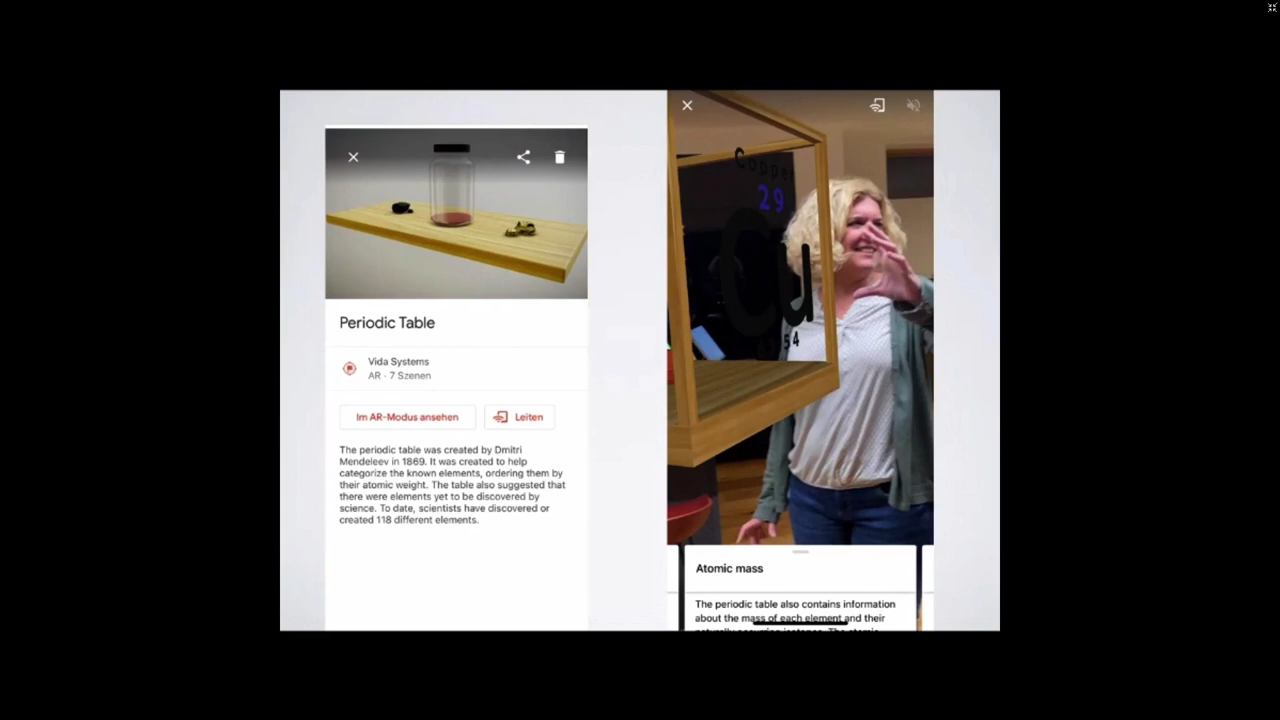 Periodic Table
Vida Systems
AR - 7 Szenen
Im AR-Modus ansehen
Leiten
The periodic table was created by Dmitri
Mendeleev in 1869. It was created to help
categorize the known elements, ordering them by
their atomic weight. The table also suggested that
there were elements yet to be discovered by
science. To date, scientists have discovered or
created 118 different elements.
Copper
29
Cu
54
Atomic mass
The periodic table also contains information
about the mass of each element and their